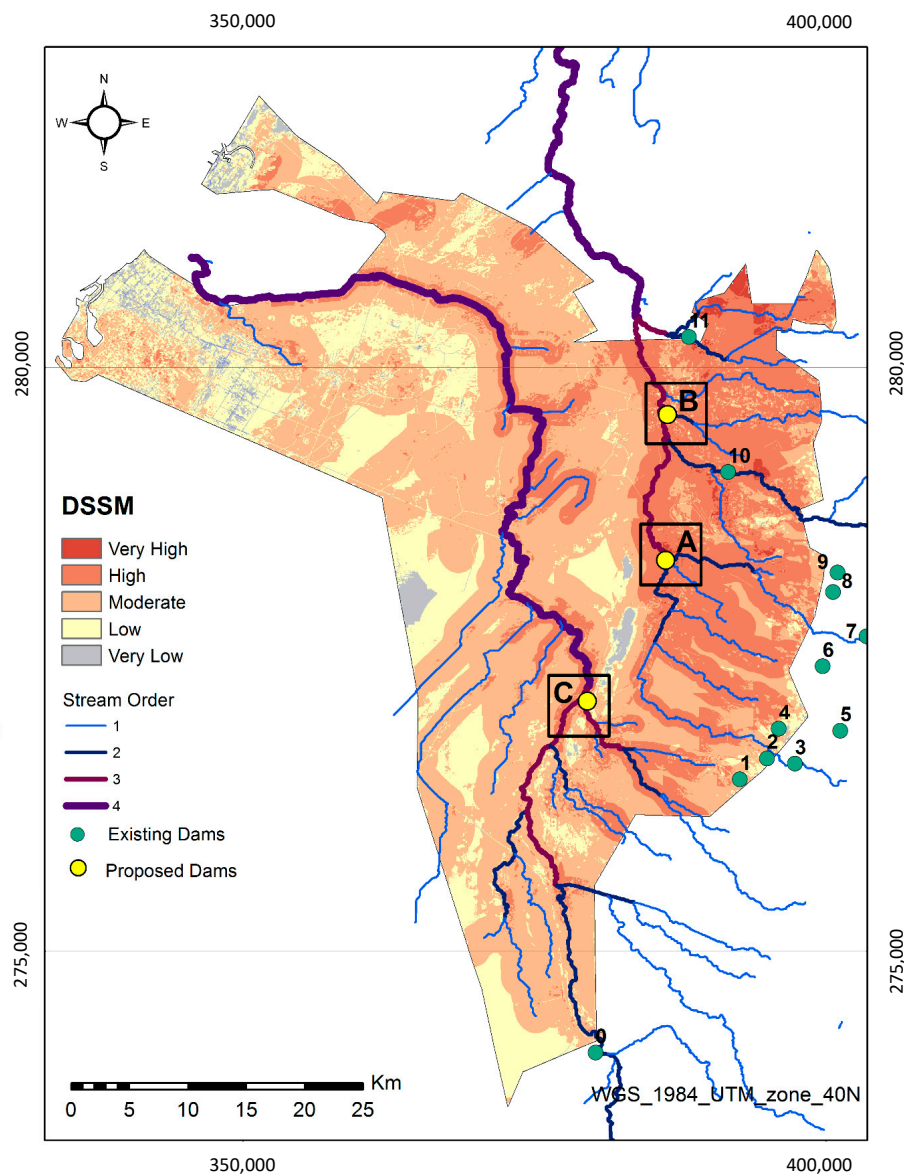 350,000 400,000
N
W E
S
11
280,000 280,000
B
10
DSSM
Very High
High
Moderate
Low
Very Low
A
9
8
7
6
Stream Order
1
2
3
4
Existing Dams
Proposed Dams
C
4
5
2
3
1
275,000 275,000
0
Km
0 5 10 15 20 25
WGS_1984_UTM_zone_40N
350,000 400,000